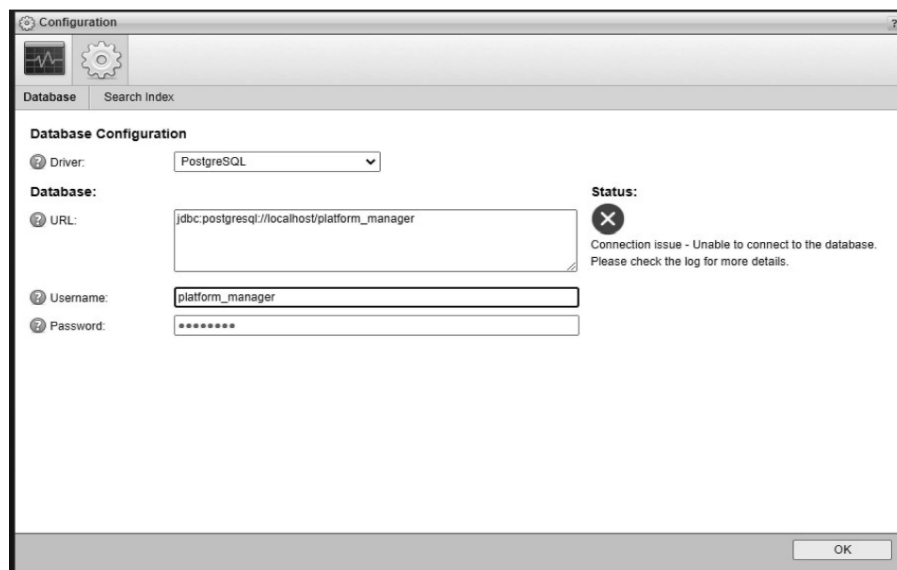 Configuration
?
Database
Search Index
Database Configuration
? Driver:
PostgreSQL
Database:
Status:
? URL:
jdbc:postgresql://localhost/platform_manager
Connection issue - Unable to connect to the database.
Please check the log for more details.
? Username:
platform_manager
? Password:
••••••••
OK